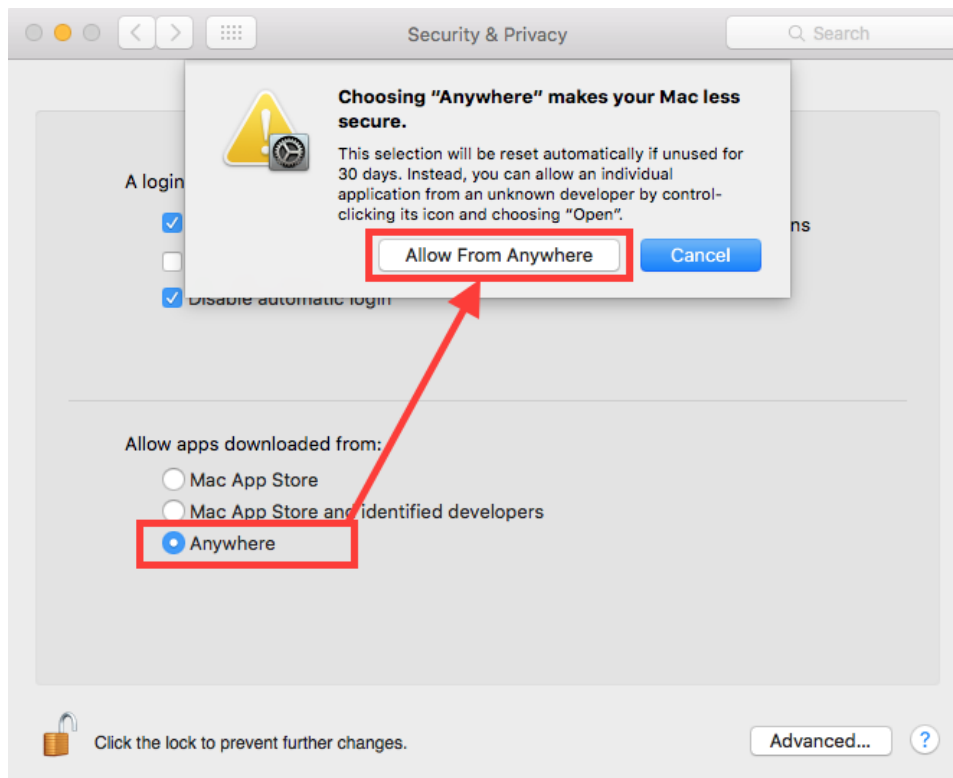 Security & Privacy
Search
Choosing “Anywhere” makes your Mac less
secure.
This selection will be reset automatically if unused for
30 days. Instead, you can allow an individual
application from an unknown developer by control-
clicking its icon and choosing “Open”.
Allow From Anywhere
Cancel
A login
ns
Disable automatic login
Allow apps downloaded from:
Mac App Store
Mac App Store and identified developers
Anywhere
Click the lock to prevent further changes.
Advanced...
?